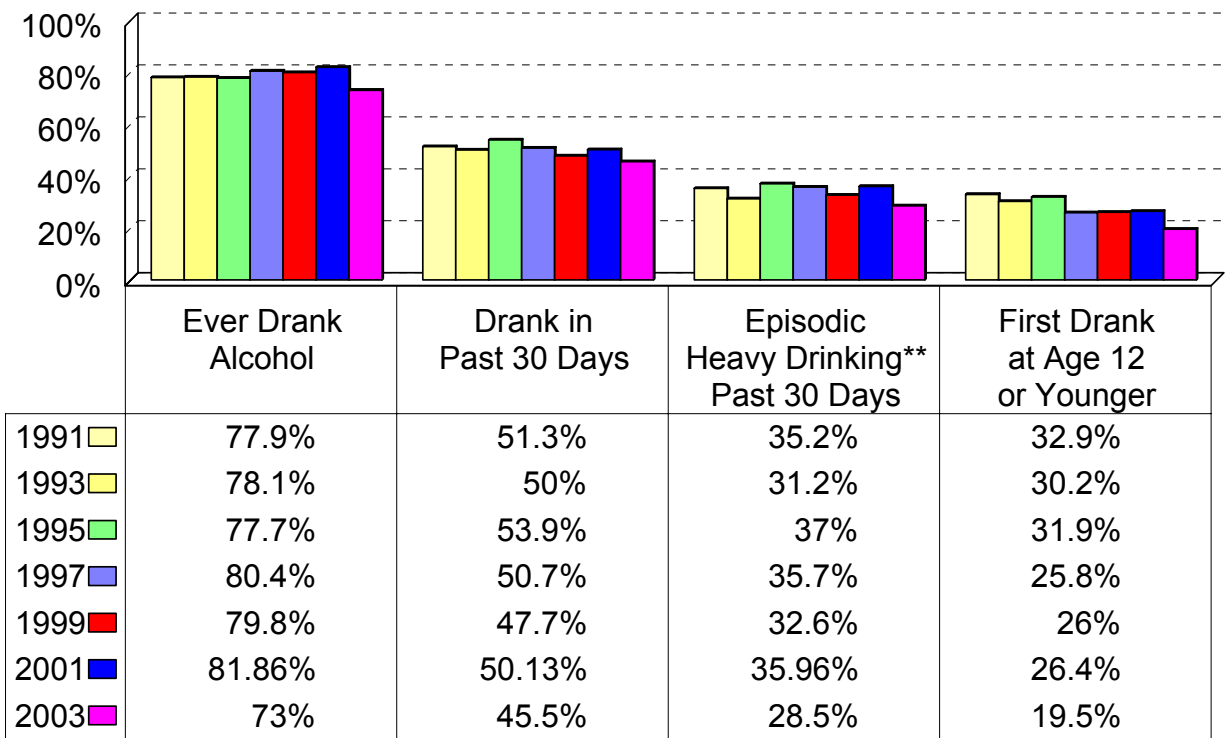 100%
80%
60%
40%
20%
0%
Ever Drank
Alcohol
Drank in
Past 30 Days
Episodic
Heavy Drinking**
Past 30 Days
First Drank
at Age 12
or Younger
1991 77.9% 51.3% 35.2% 32.9%
1993 78.1% 50% 31.2% 30.2%
1995 77.7% 53.9% 37% 31.9%
1997 80.4% 50.7% 35.7% 25.8%
1999 79.8% 47.7% 32.6% 26%
2001 81.86% 50.13% 35.96% 26.4%
2003 73% 45.5% 28.5% 19.5%